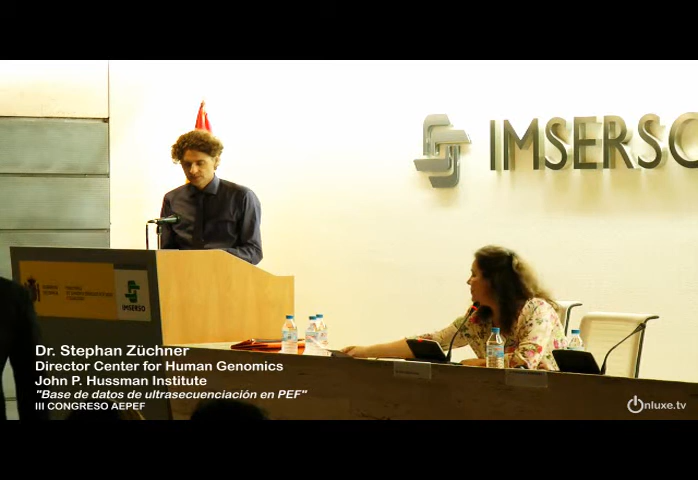 IMSERSO
IMSERSO
Dr. Stephan Züchner
Director Center for Human Genomics
John P. Hussman Institute
"Base de datos de ultrasecuenciación en PEF"
III CONGRESO AEPEF
onluxe.tv